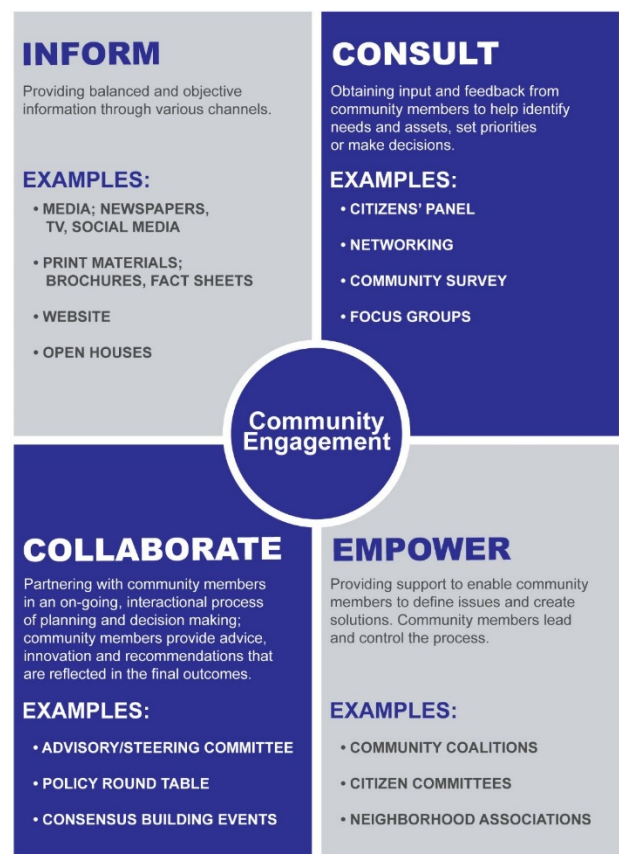 INFORM
Providing balanced and objective
information through various channels.
EXAMPLES:
• MEDIA; NEWSPAPERS,
TV, SOCIAL MEDIA
• PRINT MATERIALS;
BROCHURES, FACT SHEETS
• WEBSITE
• OPEN HOUSES
CONSULT
Obtaining input and feedback from
community members to help identify
needs and assets, set priorities
or make decisions.
EXAMPLES:
• CITIZENS' PANEL
• NETWORKING
• COMMUNITY SURVEY
• FOCUS GROUPS
Community
Engagement
COLLABORATE
Partnering with community members
in an on-going, interactional process
of planning and decision making;
community members provide advice,
innovation and recommendations that
are reflected in the final outcomes.
EXAMPLES:
• ADVISORY/STEERING COMMITTEE
• POLICY ROUND TABLE
• CONSENSUS BUILDING EVENTS
EMPOWER
Providing support to enable community
members to define issues and create
solutions. Community members lead
and control the process.
EXAMPLES:
• COMMUNITY COALITIONS
• CITIZEN COMMITTEES
• NEIGHBORHOOD ASSOCIATIONS